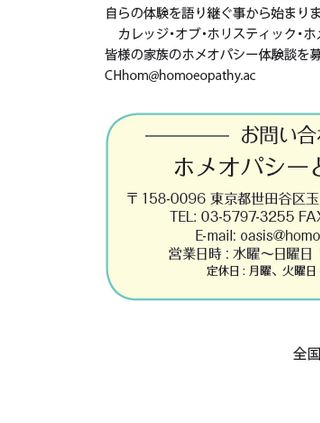 自らの体験を語り継ぐ事から始まりま
カレッジ・オブ・ホリスティック・ホメ
皆様の家族のホメオパシー体験談を募
CHhom@homoeopathy.ac
お問い合
ホメオパシーと
〒158-0096 東京都世田谷区玉
TEL: 03-5797-3255 FAX
E-mail: oasis@homo
営業日時：水曜～日曜日
定休日：月曜、火曜日
全国